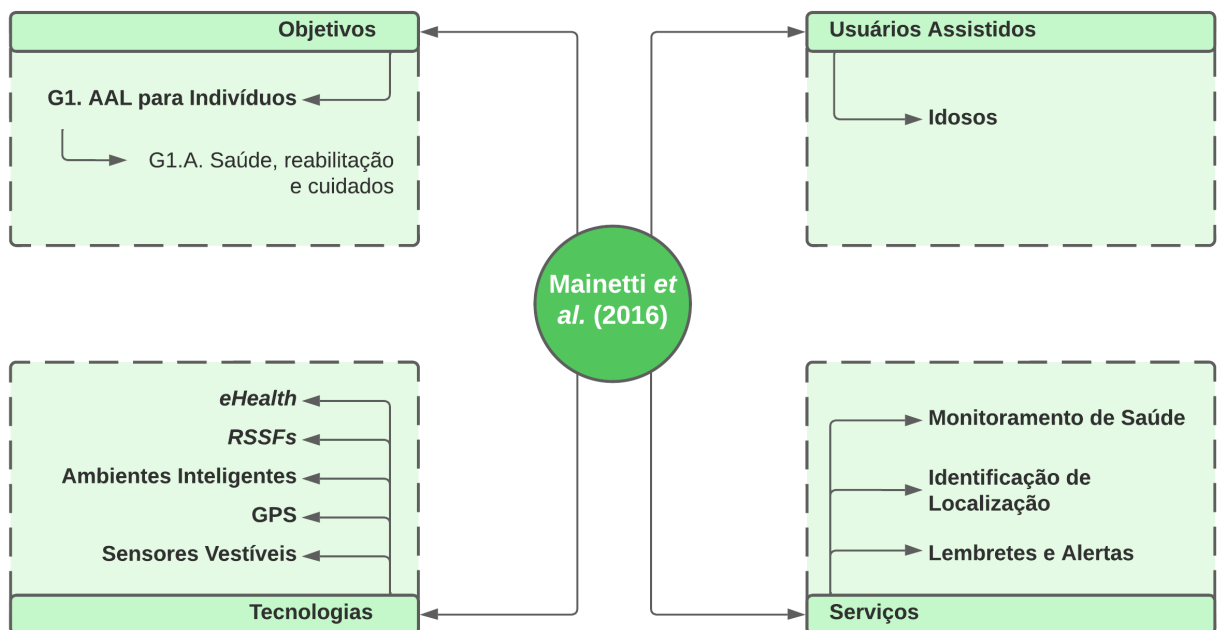 Objetivos
G1. AAL para Indivíduos
G1.A. Saúde, reabilitação
e cuidados
Usuários Assistidos
Idosos
Mainetti et
al. (2016)
eHealth
RSSFs
Ambientes Inteligentes
GPS
Sensores Vestíveis
Tecnologias
Monitoramento de Saúde
Identificação de
Localização
Lembretes e Alertas
Serviços